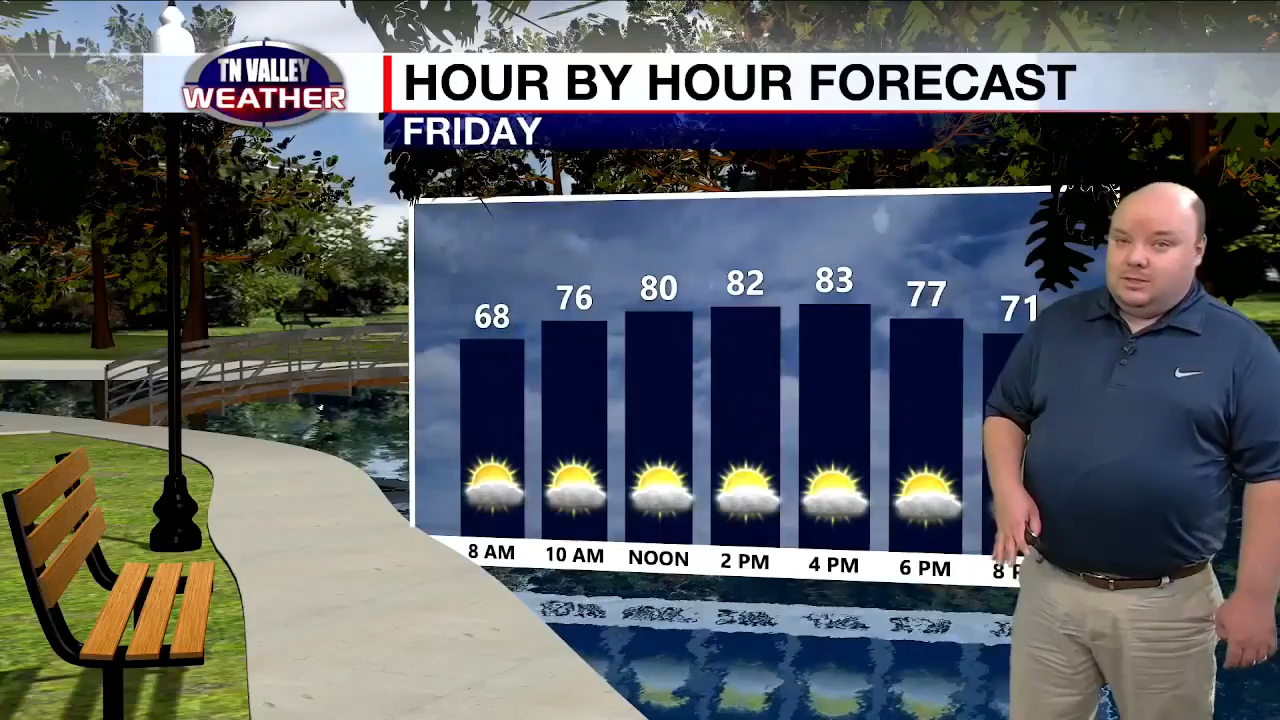 TN VALLEY
WEATHER
HOUR BY HOUR FORECAST
FRIDAY
68 76 80 82 83 77 71
8 AM 10 AM NOON 2 PM 4 PM 6 PM 8 P